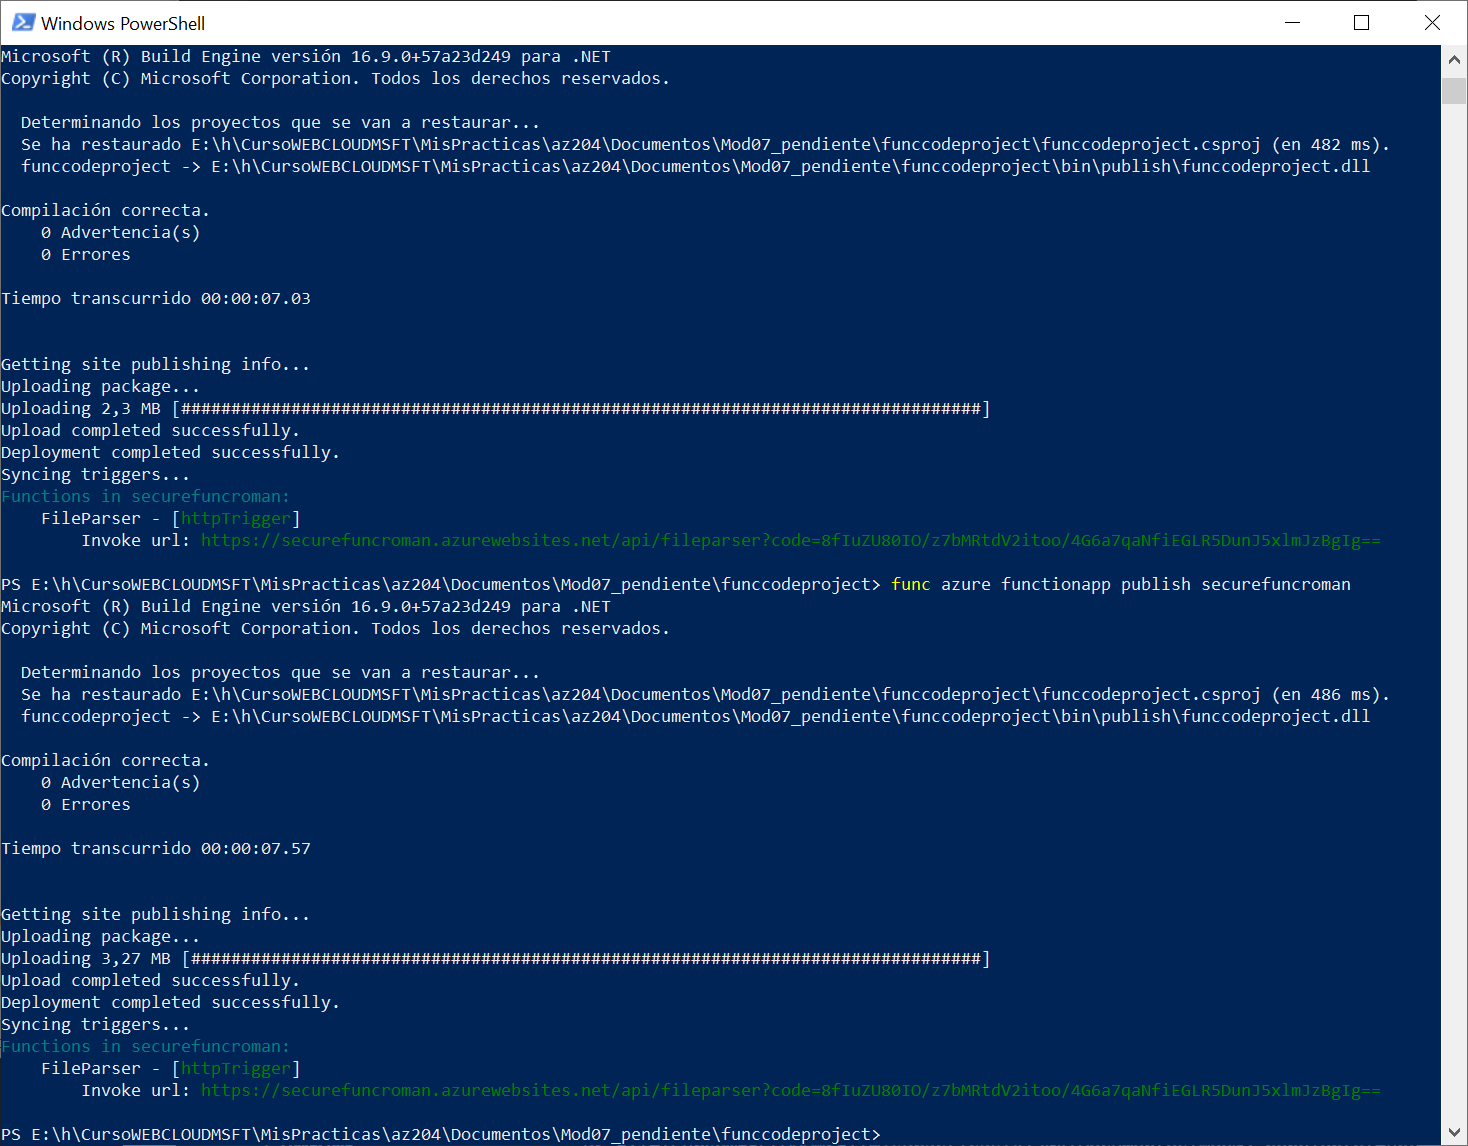 Windows PowerShell
Microsoft (R) Build Engine versión 16.9.0+57a23d249 para .NET
Copyright (C) Microsoft Corporation. Todos los derechos reservados.
Determinando los proyectos que se van a restaurar...
Se ha restaurado E:\h\CursoWEBCLOUDMSFT\MisPracticas\az204\Documentos\Mod07_pendiente\funccodeproject\funccodeproject.csproj (en 482 ms).
funccodeproject -> E:\h\CursoWEBCLOUDMSFT\MisPracticas\az204\Documentos\Mod07_pendiente\funccodeproject\bin\publish\funccodeproject.dll
Compilación correcta.
0 Advertencia(s)
0 Errores
Tiempo transcurrido 00:00:07.03
Getting site publishing info...
Uploading package...
Uploading 2,3 MB [################################################################################]
Upload completed successfully.
Deployment completed successfully.
Syncing triggers...
Functions in securefuncroman:
FileParser - [httpTrigger]
Invoke url: https://securefuncroman.azurewebsites.net/api/fileparser?code=8fIuZU80IO/z7bMRtdV2itoo/4G6a7qaNfiEGLR5DunJ5xlmJzBgIg==
PS E:\h\CursoWEBCLOUDMSFT\MisPracticas\az204\Documentos\Mod07_pendiente\funccodeproject> func azure functionapp publish securefuncroman
Microsoft (R) Build Engine versión 16.9.0+57a23d249 para .NET
Copyright (C) Microsoft Corporation. Todos los derechos reservados.
Determinando los proyectos que se van a restaurar...
Se ha restaurado E:\h\CursoWEBCLOUDMSFT\MisPracticas\az204\Documentos\Mod07_pendiente\funccodeproject\funccodeproject.csproj (en 486 ms).
funccodeproject -> E:\h\CursoWEBCLOUDMSFT\MisPracticas\az204\Documentos\Mod07_pendiente\funccodeproject\bin\publish\funccodeproject.dll
Compilación correcta.
0 Advertencia(s)
0 Errores
Tiempo transcurrido 00:00:07.57
Getting site publishing info...
Uploading package...
Uploading 3,27 MB [###############################################################################]
Upload completed successfully.
Deployment completed successfully.
Syncing triggers...
Functions in securefuncroman:
FileParser - [httpTrigger]
Invoke url: https://securefuncroman.azurewebsites.net/api/fileparser?code=8fIuZU80IO/z7bMRtdV2itoo/4G6a7qaNfiEGLR5DunJ5xlmJzBgIg==
PS E:\h\CursoWEBCLOUDMSFT\MisPracticas\az204\Documentos\Mod07_pendiente\funccodeproject>